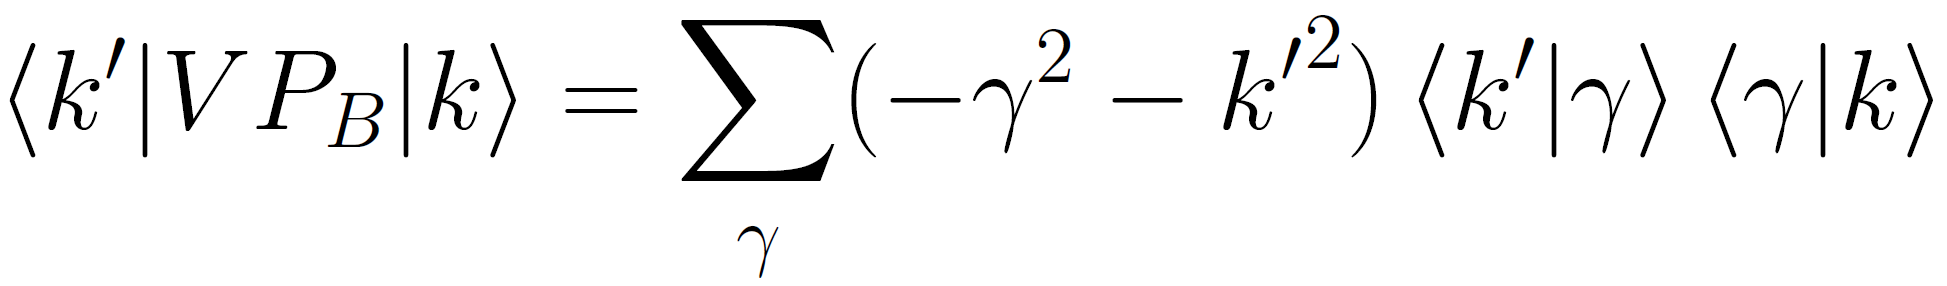 ⟨k′|VP_B|k⟩ = ∑_γ (−γ² − k′²) ⟨k′|γ⟩ ⟨γ|k⟩